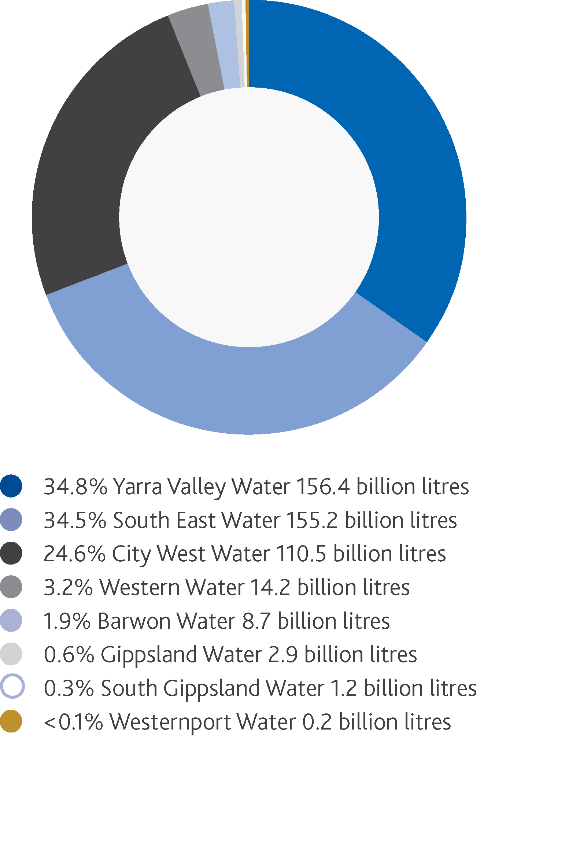 34.8% Yarra Valley Water 156.4 billion litres
34.5% South East Water 155.2 billion litres
24.6% City West Water 110.5 billion litres
3.2% Western Water 14.2 billion litres
1.9% Barwon Water 8.7 billion litres
0.6% Gippsland Water 2.9 billion litres
0.3% South Gippsland Water 1.2 billion litres
<0.1% Westernport Water 0.2 billion litres